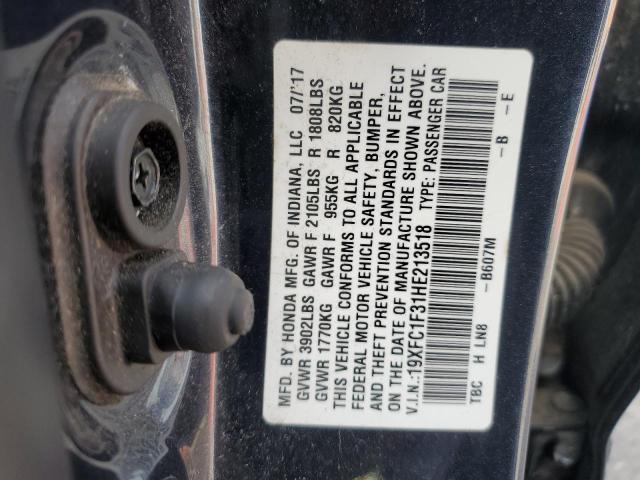 MFD. BY HONDA MFG. OF INDIANA, LLC 07/'17
GVWR 3902LBS GAWR F 2105LBS R 1808LBS
GVWR 1770KG GAWR F 955KG R 820KG
THIS VEHICLE CONFORMS TO ALL APPLICABLE
FEDERAL MOTOR VEHICLE SAFETY, BUMPER,
AND THEFT PREVENTION STANDARDS IN EFFECT
ON THE DATE OF MANUFACTURE SHOWN ABOVE.
V.I.N.:19XFC1F31HE213518 TYPE: PASSENGER CAR
TBC H LN8 -B607M -B -E